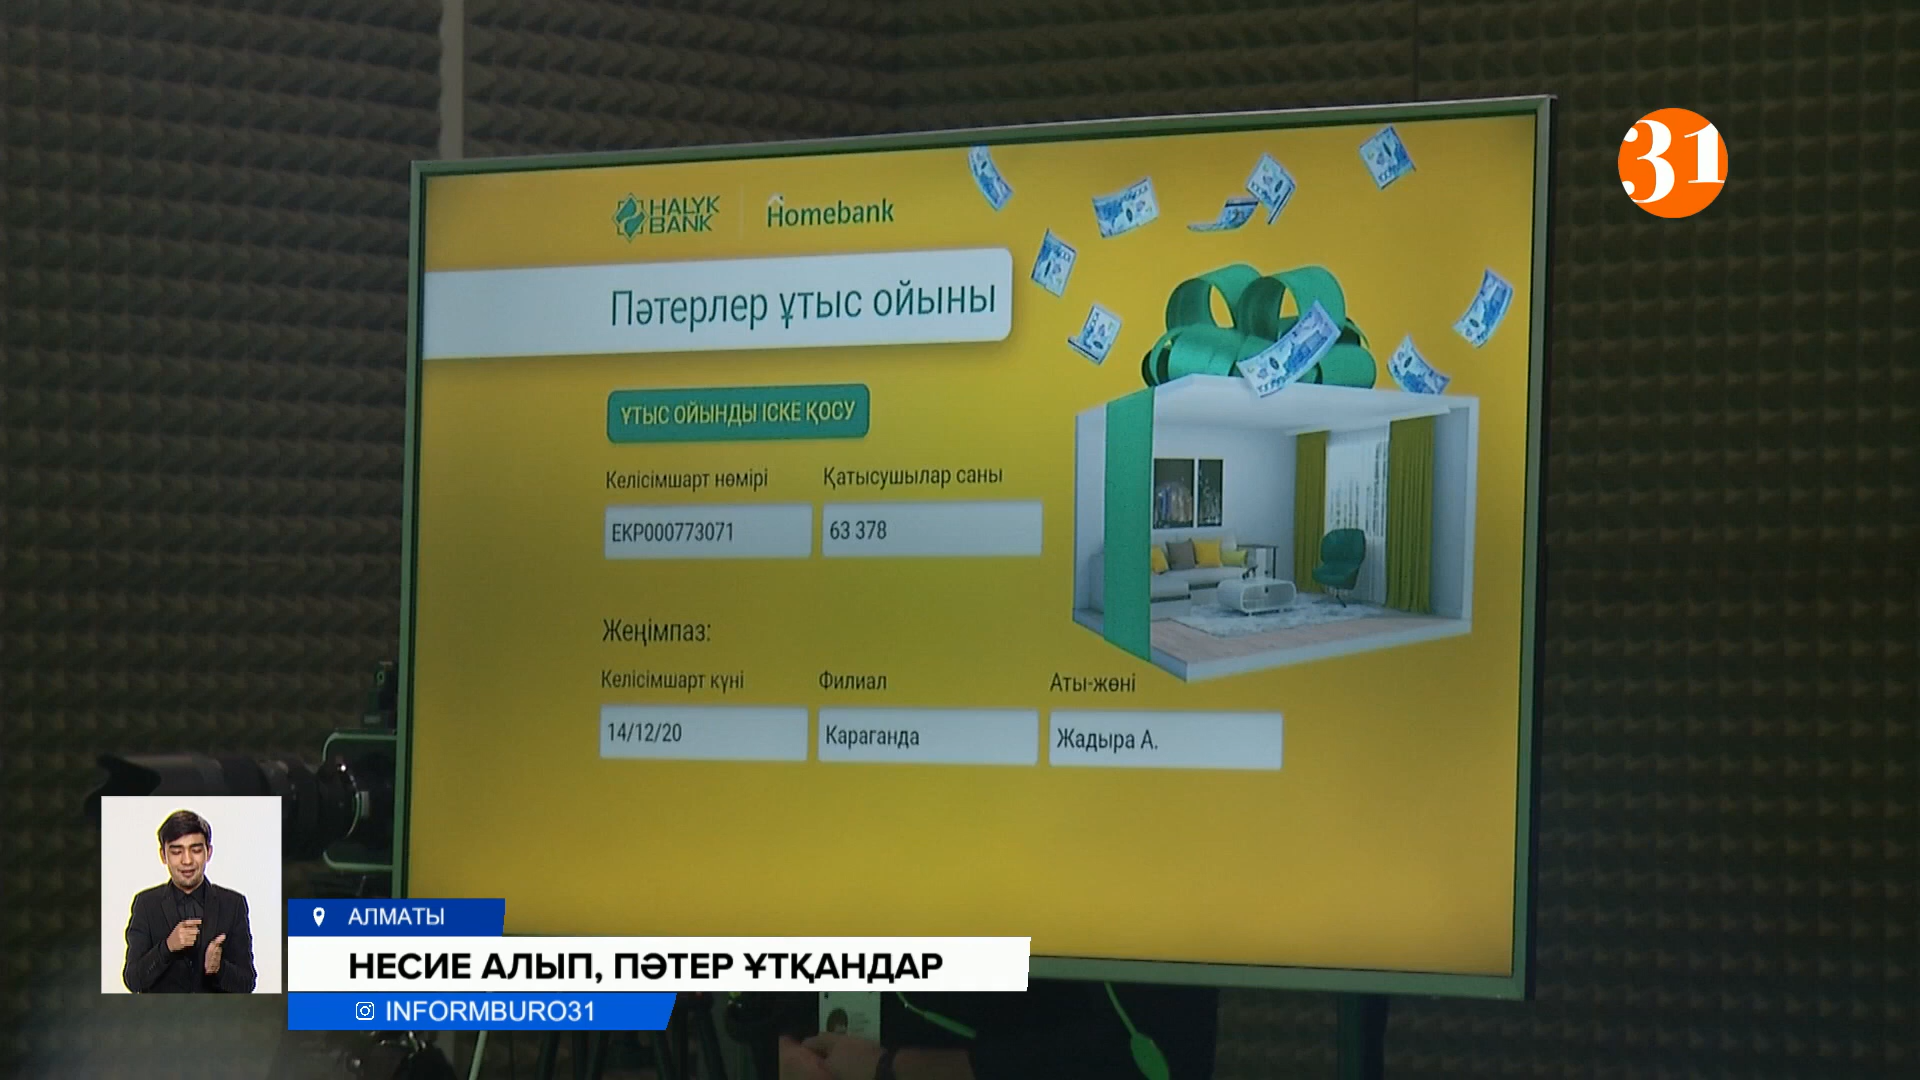 31
HALYK
BANK
Homebank
Пәтерлер ұтыс ойыны
ҰТЫС ОЙЫНДЫ ІСКЕ ҚОСУ
Келісімшарт нөмірі
Қатысушылар саны
EKP000773071
63 378
Жеңімпаз:
Келісімшарт күні
Филиал
Аты-жөні
14/12/20
Караганда
Жадыра А.
АЛМАТЫ
НЕСИЕ АЛЫП, ПӘТЕР ҰТҚАНДАР
INFORMBURO31